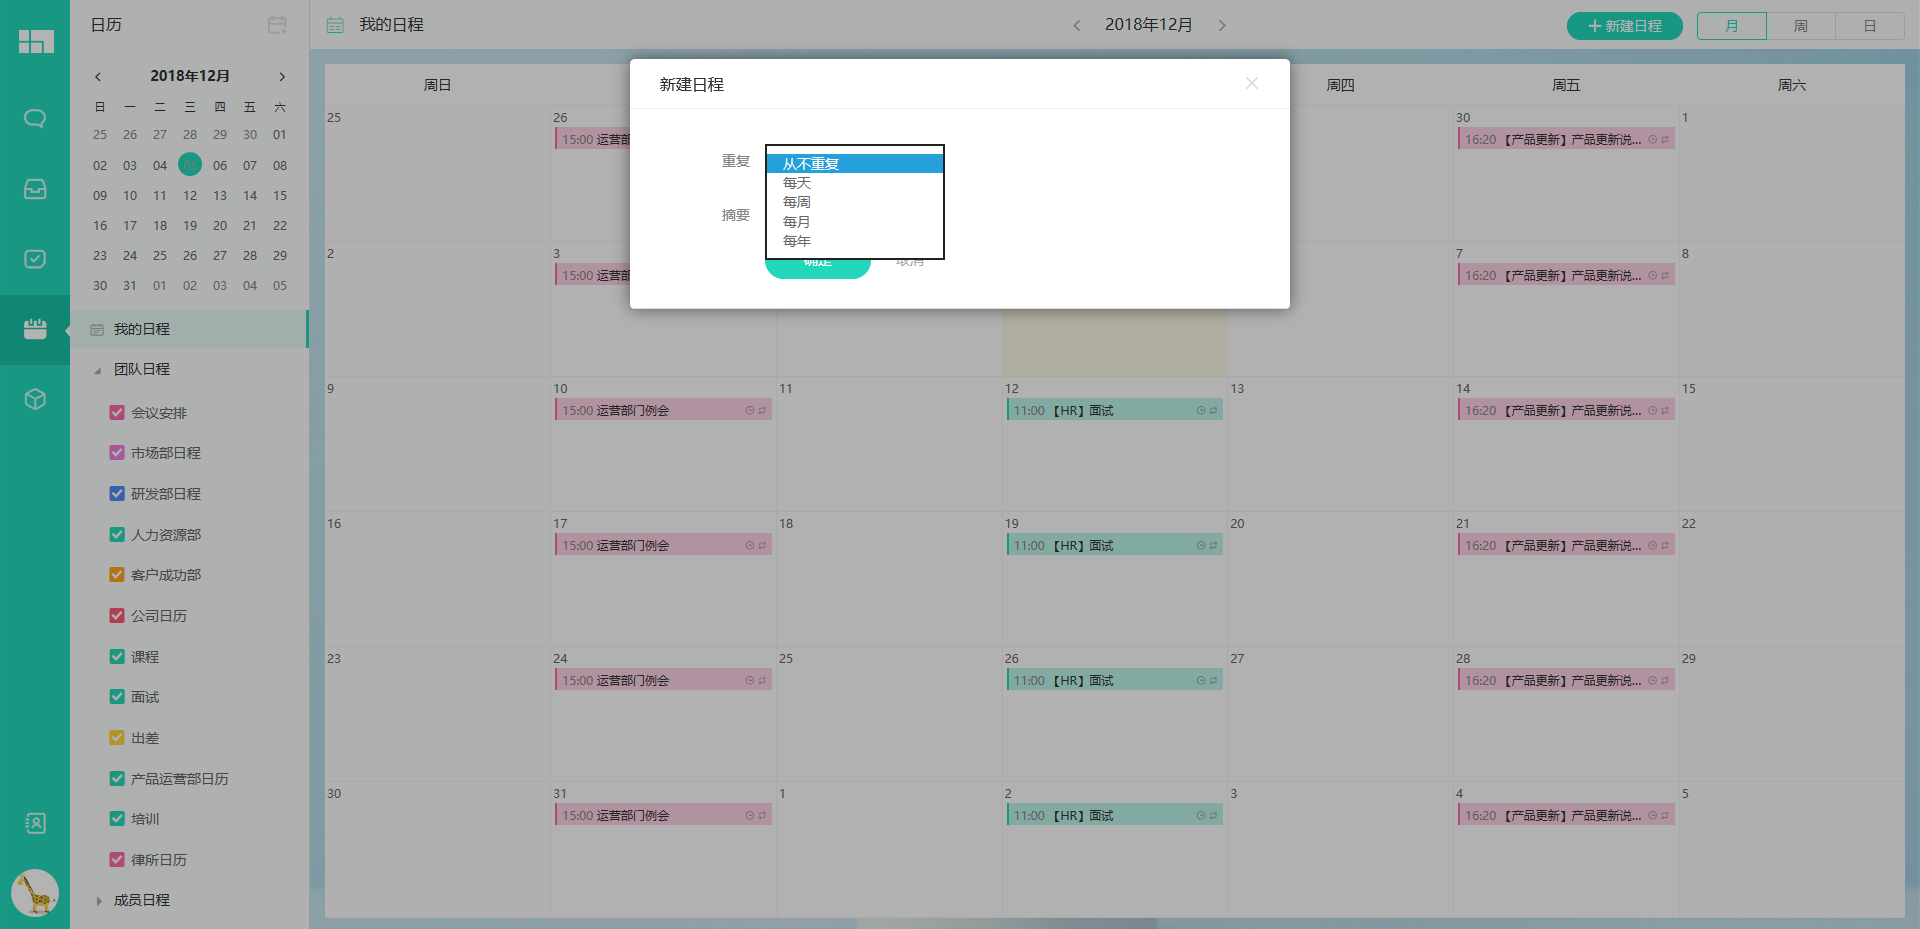 日历
2018年12月
日 一 二 三 四 五 六
25 26 27 28 29 30 01
02 03 04 05 06 07 08
09 10 11 12 13 14 15
16 17 18 19 20 21 22
23 24 25 26 27 28 29
30 31 01 02 03 04 05
我的日程
团队日程
会议安排
市场部日程
研发部日程
人力资源部
客户成功部
公司日历
课程
面试
出差
产品运营部日历
培训
律所日历
成员日程
我的日程
2018年12月
新建日程
月 周 日
周日 周四 周五 周六
25 26 30 1
15:00 运营部
16:20 【产品更新】产品更新说...
2 3 7 8
15:00 运营部
16:20 【产品更新】产品更新说...
9 10 11 12 13 14 15
15:00 运营部门例会
11:00 【HR】面试
16:20 【产品更新】产品更新说...
16 17 18 19 20 21 22
15:00 运营部门例会
11:00 【HR】面试
16:20 【产品更新】产品更新说...
23 24 25 26 27 28 29
15:00 运营部门例会
11:00 【HR】面试
16:20 【产品更新】产品更新说...
30 31 1 2 3 4 5
15:00 运营部门例会
11:00 【HR】面试
16:20 【产品更新】产品更新说...
新建日程
重复
从不重复
每天
每周
每月
每年
摘要
确定 取消